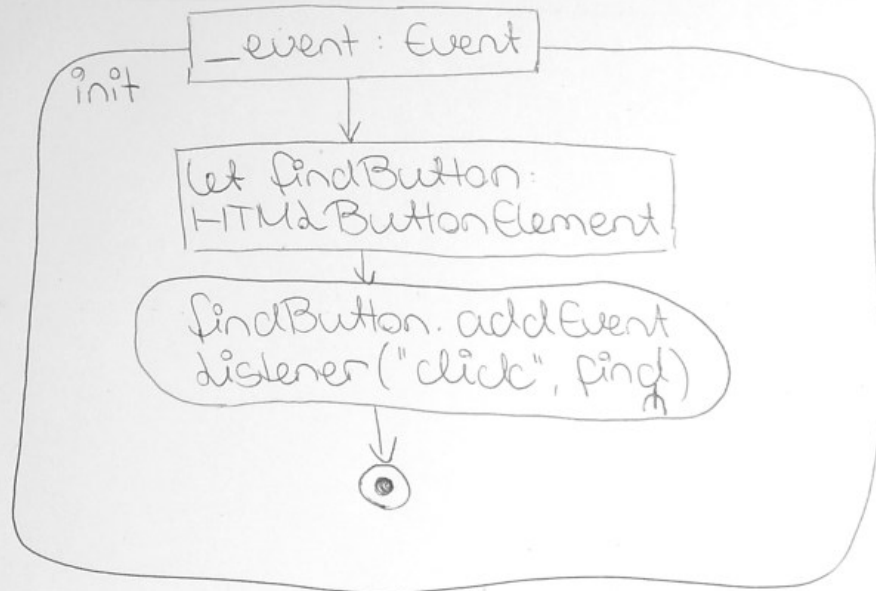 _event : Event
init
let findButton:
HTMLButtonElement
findButton.addEvent
Listener("click", find)